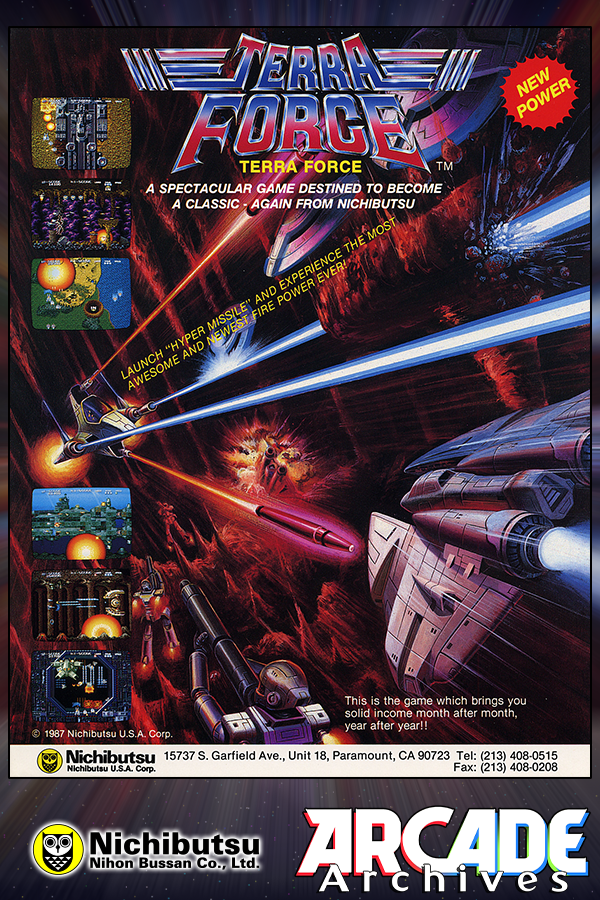 TERRA
FORCE
TERRA FORCE
TM
NEW
POWER
A SPECTACULAR GAME DESTINED TO BECOME
A CLASSIC - AGAIN FROM NICHIBUTSU
LAUNCH "HYPER MISSILE" AND EXPERIENCE THE MOST
AWESOME AND NEWEST FIRE POWER EVER!
This is the game which brings you
solid income month after month,
year after year!!
© 1987 Nichibutsu U.S.A. Corp.
Nichibutsu
Nichibutsu U.S.A. Corp.
15737 S. Garfield Ave., Unit 18, Paramount, CA 90723 Tel: (213) 408-0515
Fax: (213) 408-0208
Nichibutsu
Nihon Bussan Co., Ltd.
ARCADE
Archives